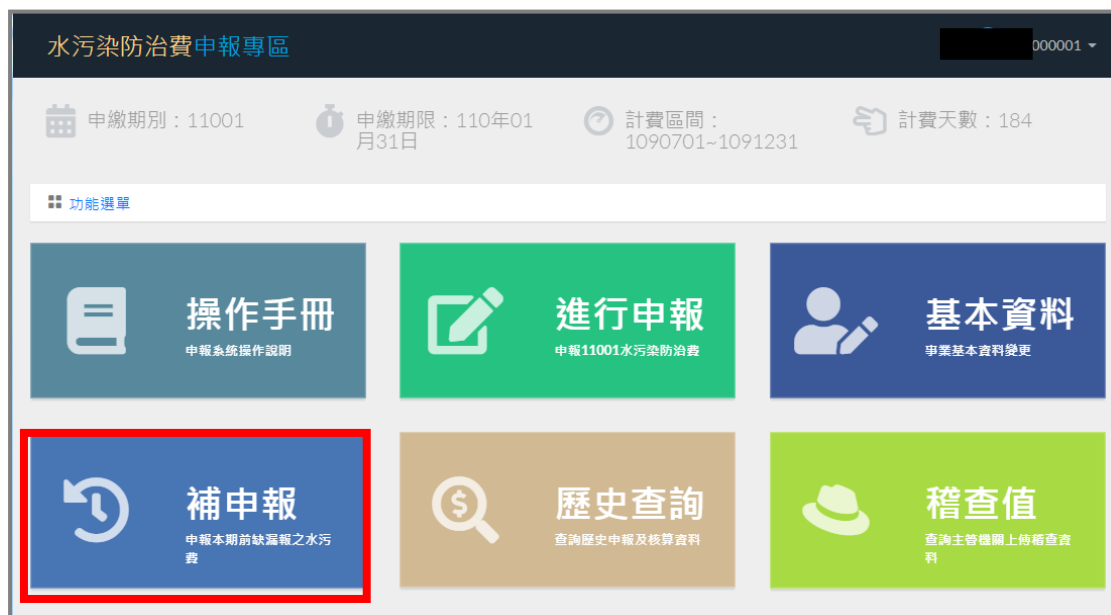 水污染防治費申報專區
000001
申繳期別：11001
申繳期限：110年01
月31日
計費區間：
1090701~1091231
計費天數：184
功能選單
操作手冊
申報系統操作說明
進行申報
申報11001水污染防治費
基本資料
事業基本資料變更
補申報
申報本期前缺漏報之水污
費
歷史查詢
查詢歷史申報及核算資料
稽查值
查詢主管機關上傳稽查資
料